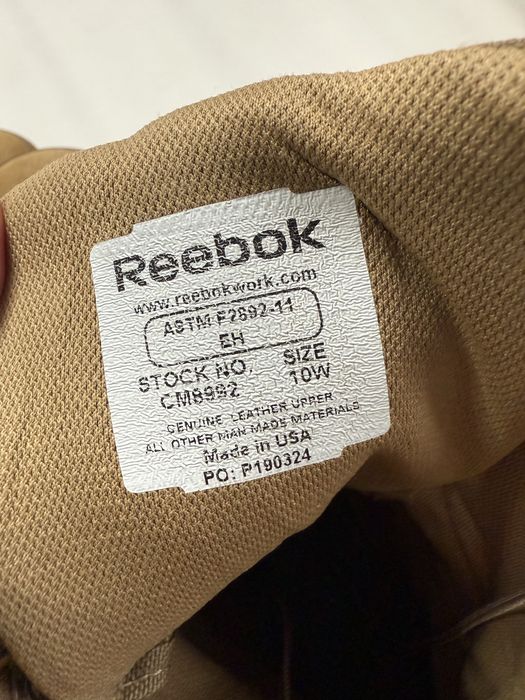 Reebok
www.reebokwork.com
ASTM F2892-11
EH
STOCK NO. SIZE
CM8992 10W
GENUINE LEATHER UPPER
ALL OTHER MAN MADE MATERIALS
Made in USA
PO: P190324